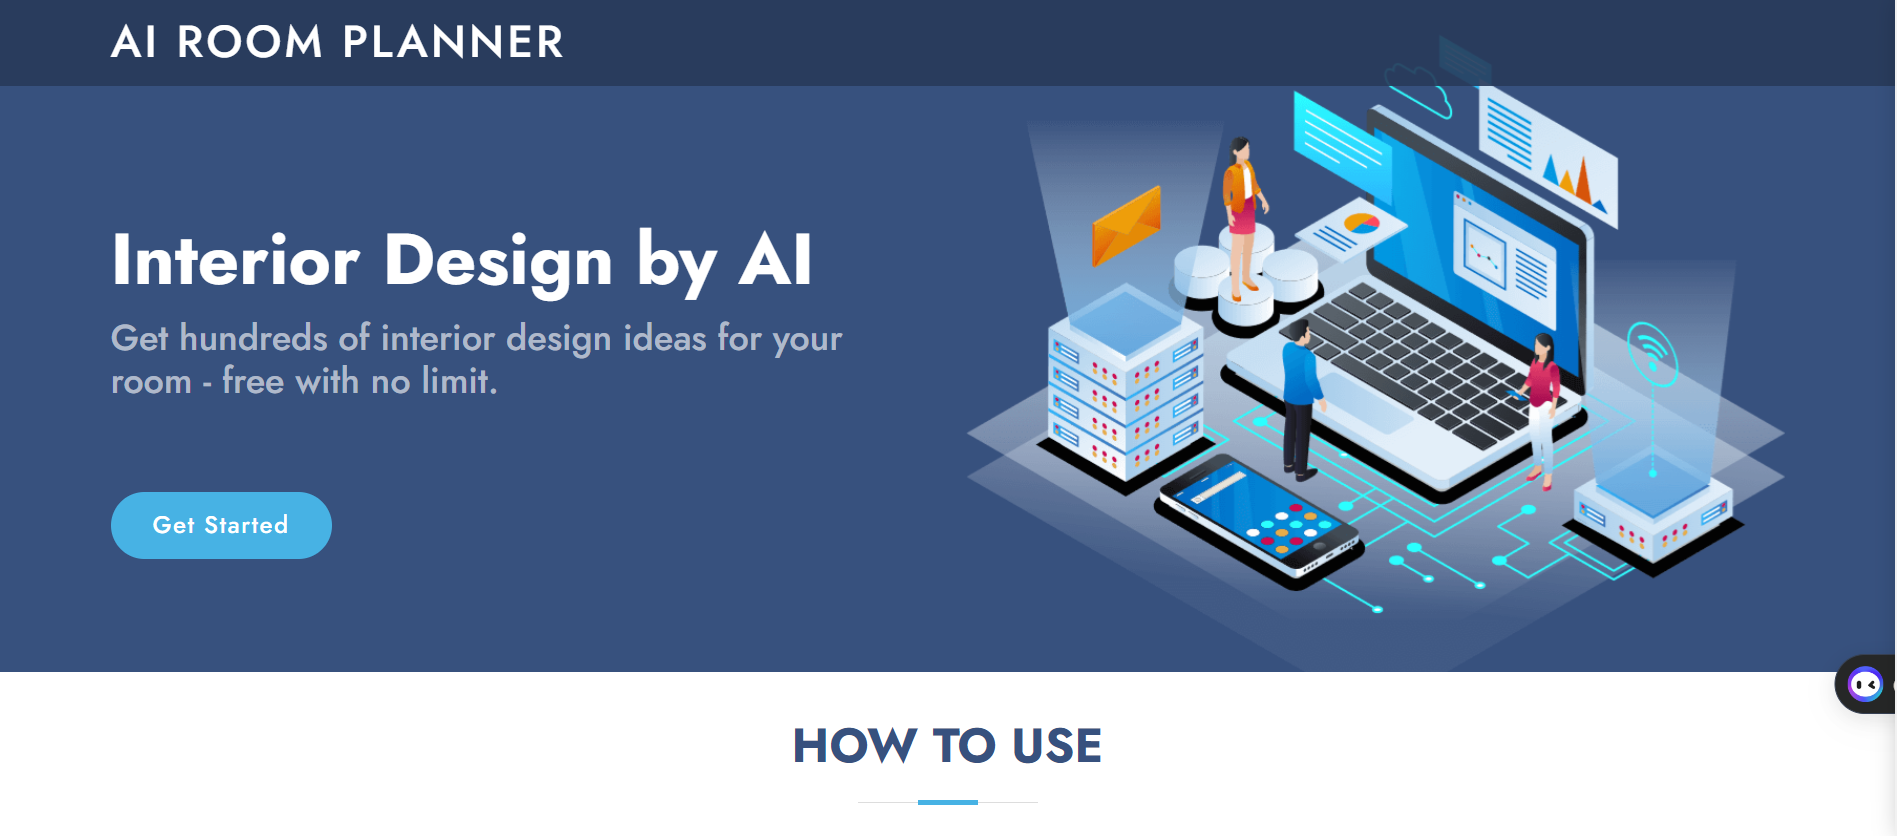 AI ROOM PLANNER
Interior Design by AI
Get hundreds of interior design ideas for your
room - free with no limit.
Get Started
HOW TO USE